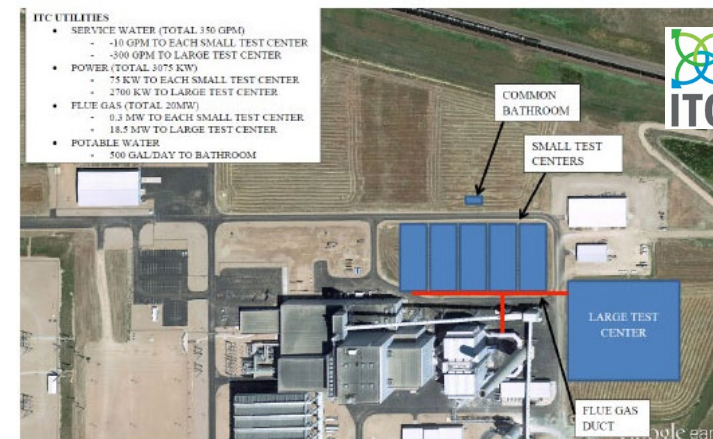 ITC UTILITIES
• SERVICE WATER (TOTAL 350 GPM)
- -10 GPM TO EACH SMALL TEST CENTER
- -300 GPM TO LARGE TEST CENTER
• POWER (TOTAL 3075 KW)
- 75 KW TO EACH SMALL TEST CENTER
- 2700 KW TO LARGE TEST CENTER
• FLUE GAS (TOTAL 20MW)
- 0.3 MW TO EACH SMALL TEST CENTER
- 18.5 MW TO LARGE TEST CENTER
• POTABLE WATER
- 500 GAL/DAY TO BATHROOM
ITC
COMMON
BATHROOM
SMALL TEST
CENTERS
LARGE TEST
CENTER
FLUE GAS
DUCT
ogle ear